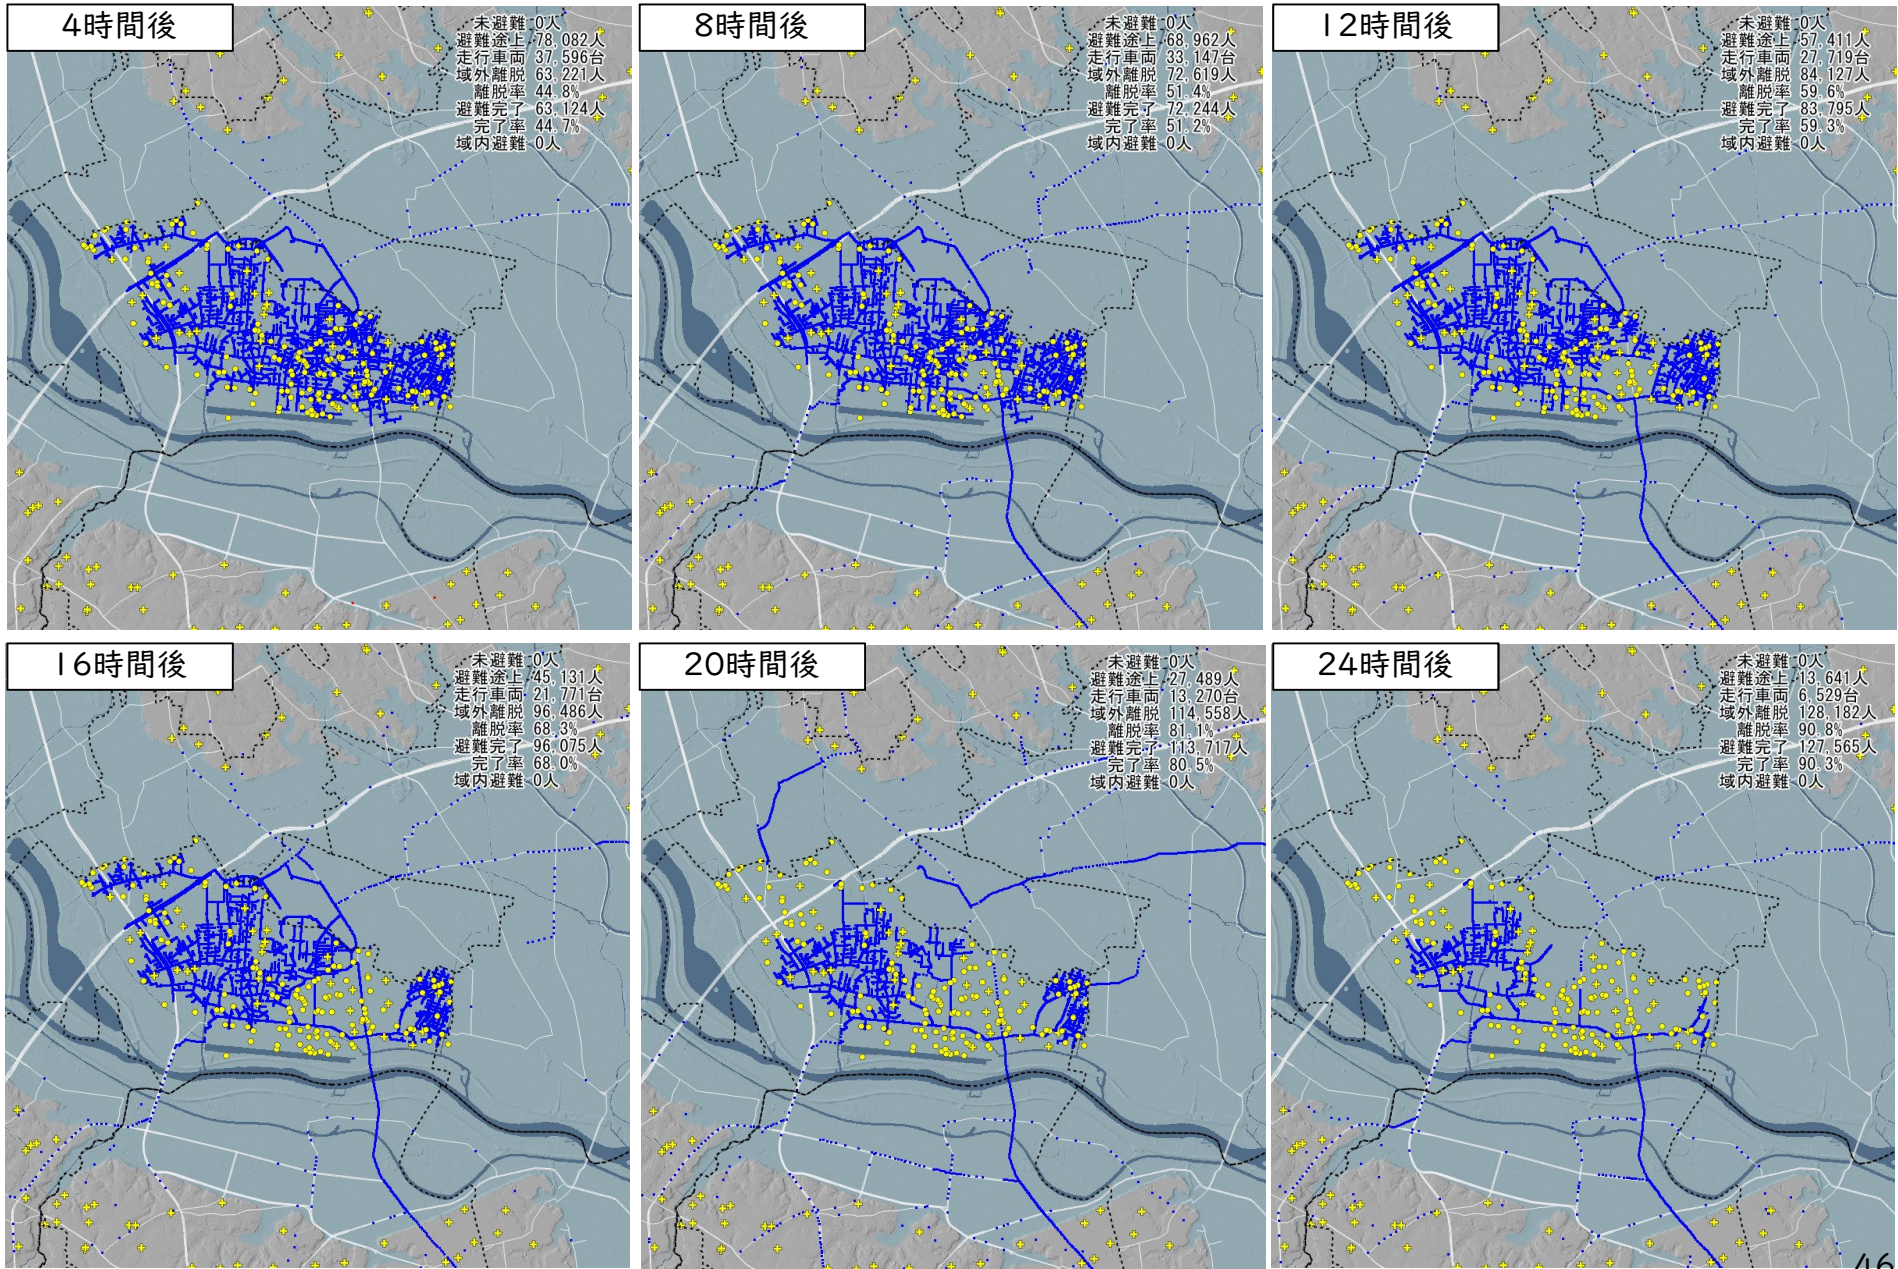 4時間後
未避難 0人
避難途上 78,082人
走行車両 37,596台
域外離脱 63,221人
離脱率 44.8%
避難完了 63,124人
完了率 44.7%
域内避難 0人
8時間後
未避難 0人
避難途上 68,962人
走行車両 33,147台
域外離脱 72,619人
離脱率 51.4%
避難完了 72,244人
完了率 51.2%
域内避難 0人
12時間後
未避難 0人
避難途上 57,411人
走行車両 27,719台
域外離脱 84,127人
離脱率 59.6%
避難完了 83,795人
完了率 59.3%
域内避難 0人
16時間後
未避難 0人
避難途上 45,131人
走行車両 21,771台
域外離脱 96,486人
離脱率 68.3%
避難完了 96,075人
完了率 68.0%
域内避難 0人
20時間後
未避難 0人
避難途上 27,489人
走行車両 13,270台
域外離脱 114,558人
離脱率 81.1%
避難完了 113,717人
完了率 80.5%
域内避難 0人
24時間後
未避難 0人
避難途上 13,641人
走行車両 6,529台
域外離脱 128,182人
離脱率 90.8%
避難完了 127,565人
完了率 90.3%
域内避難 0人
46